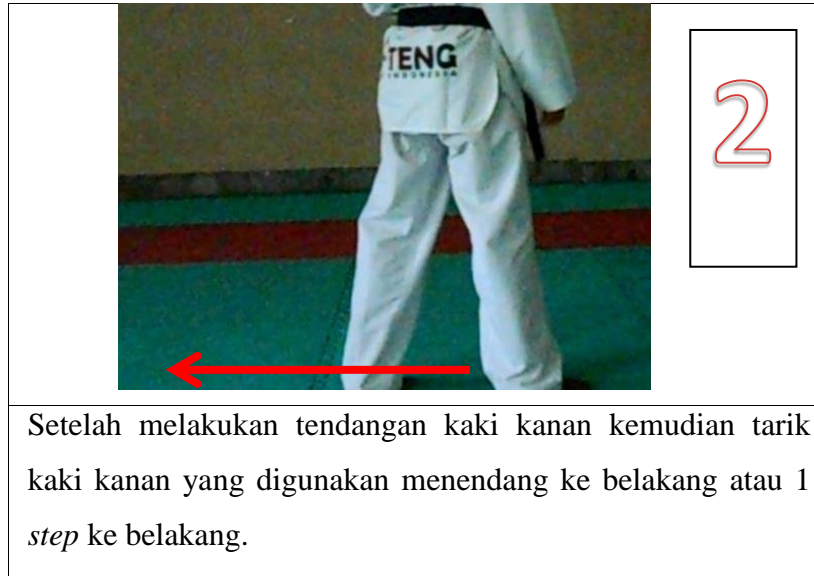 TENG
INDONESIA
2
Setelah melakukan tendangan kaki kanan kemudian tarik
kaki kanan yang digunakan menendang ke belakang atau 1
step ke belakang.